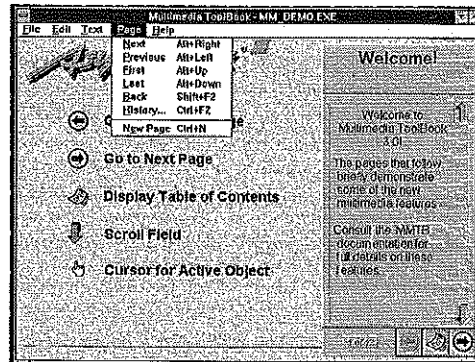 Multimedia ToolBook - MM_DEMO.EXE
File Edit Text Page Help
Next Alt+Right
Previous Alt+Left
First Alt+Up
Last Alt+Down
Back Shift+F2
History... Ctrl+F2
New Page Ctrl+N
Go to Next Page
Display Table of Contents
Scroll Field
Cursor for Active Object
Welcome!
Welcome to
Multimedia ToolBook
3.0!
The pages that follow
briefly demonstrate
some of the new
multimedia features.
Consult the MMTB
documentation for
full details on these
features.